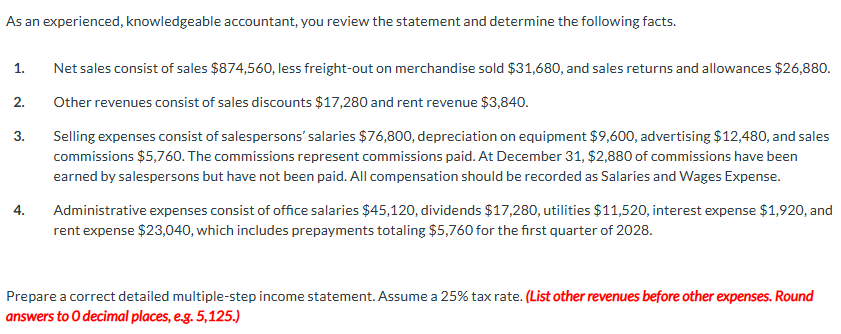 As an experienced, knowledgeable accountant, you review the statement and determine the following facts.
1. Net sales consist of sales $874,560, less freight-out on merchandise sold $31,680, and sales returns and allowances $26,880.
2. Other revenues consist of sales discounts $17,280 and rent revenue $3,840.
3. Selling expenses consist of salespersons' salaries $76,800, depreciation on equipment $9,600, advertising $12,480, and sales
commissions $5,760. The commissions represent commissions paid. At December 31, $2,880 of commissions have been
earned by salespersons but have not been paid. All compensation should be recorded as Salaries and Wages Expense.
4. Administrative expenses consist of office salaries $45,120, dividends $17,280, utilities $11,520, interest expense $1,920, and
rent expense $23,040, which includes prepayments totaling $5,760 for the first quarter of 2028.
Prepare a correct detailed multiple-step income statement. Assume a 25% tax rate. (List other revenues before other expenses. Round
answers to 0 decimal places, e.g. 5,125.)